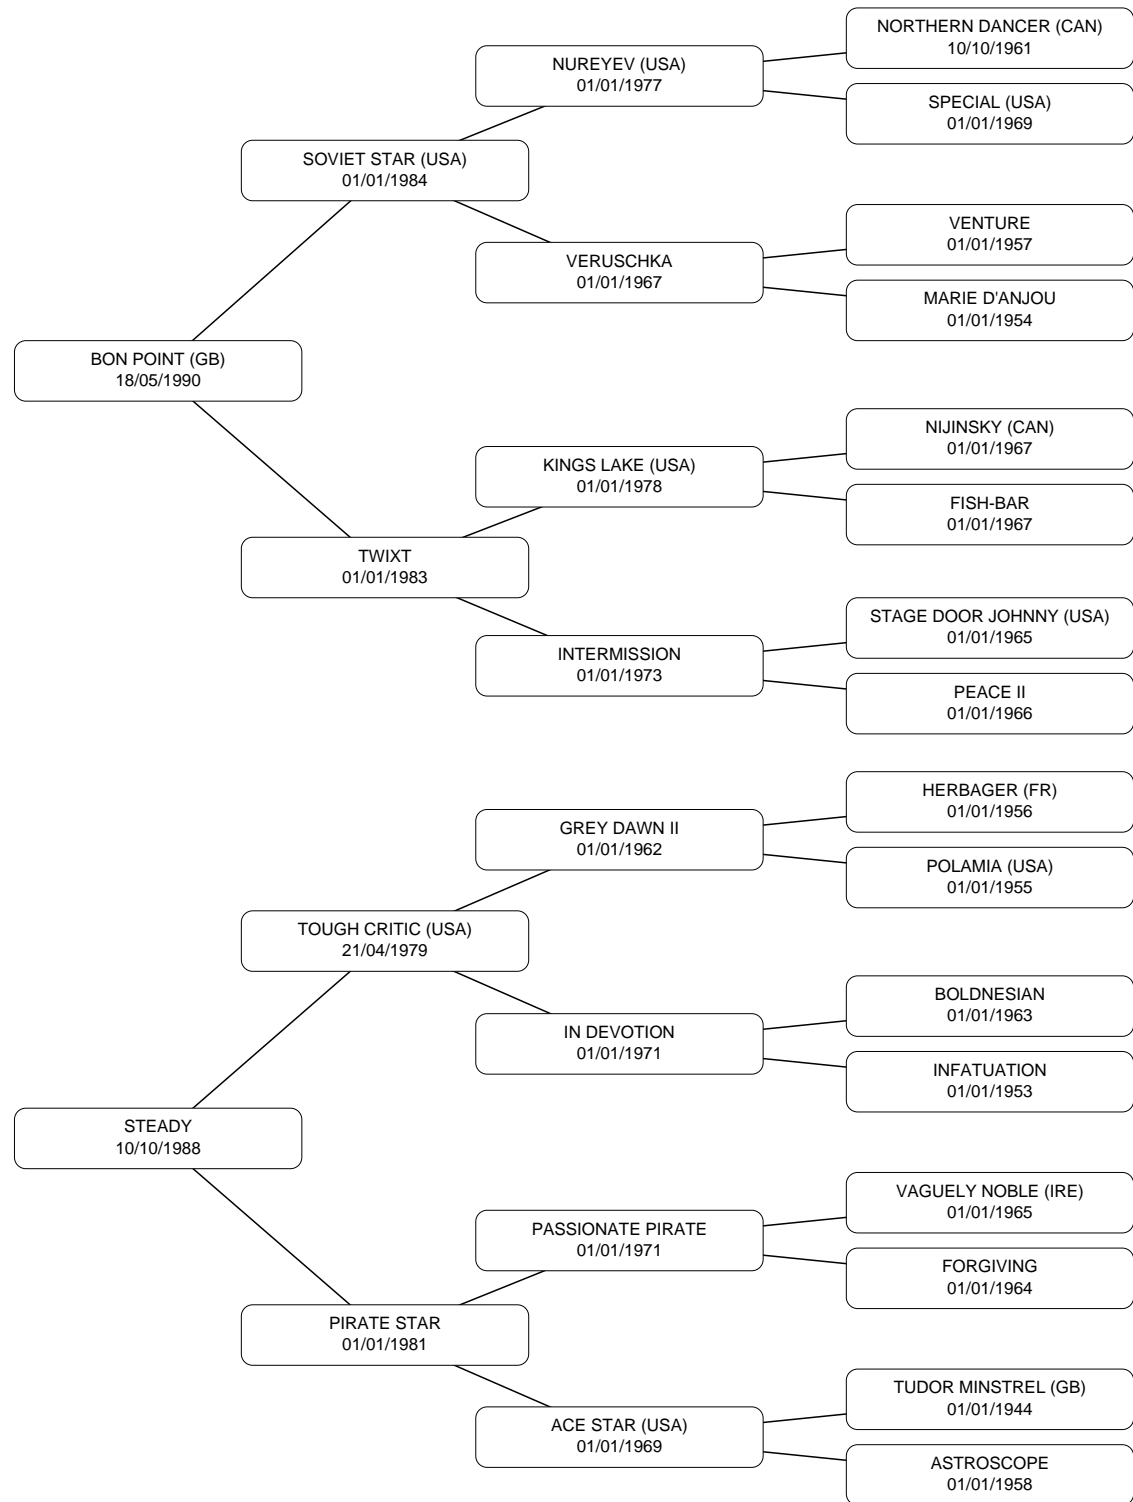 NORTHERN DANCER (CAN)
10/10/1961
NUREYEV (USA)
01/01/1977
SPECIAL (USA)
01/01/1969
SOVIET STAR (USA)
01/01/1984
VENTURE
01/01/1957
VERUSCHKA
01/01/1967
MARIE D'ANJOU
01/01/1954
BON POINT (GB)
18/05/1990
NIJINSKY (CAN)
01/01/1967
KINGS LAKE (USA)
01/01/1978
FISH-BAR
01/01/1967
TWIXT
01/01/1983
STAGE DOOR JOHNNY (USA)
01/01/1965
INTERMISSION
01/01/1973
PEACE II
01/01/1966
HERBAGER (FR)
01/01/1956
GREY DAWN II
01/01/1962
POLAMIA (USA)
01/01/1955
TOUGH CRITIC (USA)
21/04/1979
BOLDNESIAN
01/01/1963
IN DEVOTION
01/01/1971
INFATUATION
01/01/1953
STEADY
10/10/1988
VAGUELY NOBLE (IRE)
01/01/1965
PASSIONATE PIRATE
01/01/1971
FORGIVING
01/01/1964
PIRATE STAR
01/01/1981
TUDOR MINSTREL (GB)
01/01/1944
ACE STAR (USA)
01/01/1969
ASTROSCOPE
01/01/1958